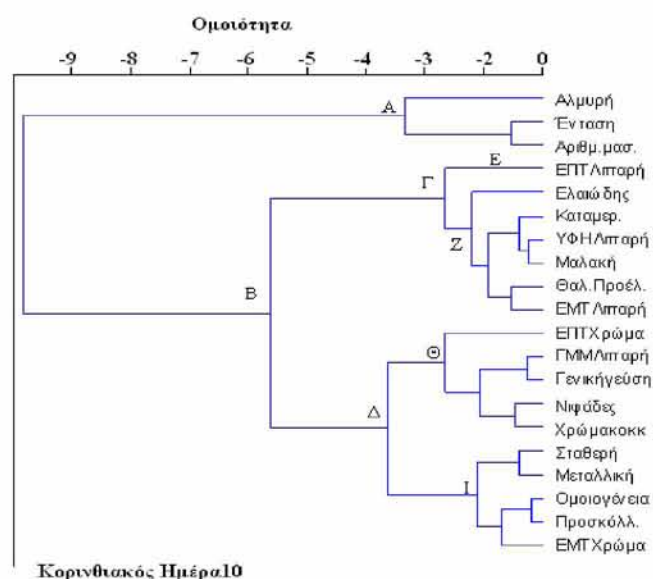 Ομοιότητα
-9 -8 -7 -6 -5 -4 -3 -2 -1 0
Α
Αλμυρή
Ένταση
Αριθμ.μασ.
Ε
ΕΠΤΛιπαρή
Γ
Ελαιώδης
Καταμερ.
Ζ
ΥΦΗΛιπαρή
Μαλακή
Θαλ.Προέλ.
Β
ΕΜΤΛιπαρή
ΕΠΤΧρώμα
Θ
ΓΜΜΛιπαρή
Γενικήγεύση
Νιφάδες
Δ
Χρώμακοκκ
Σταθερή
Μεταλλική
Ι
Ομοιογένεια
Προσκόλλ.
ΕΜΤΧρώμα
Κορινθιακός Ημέρα10